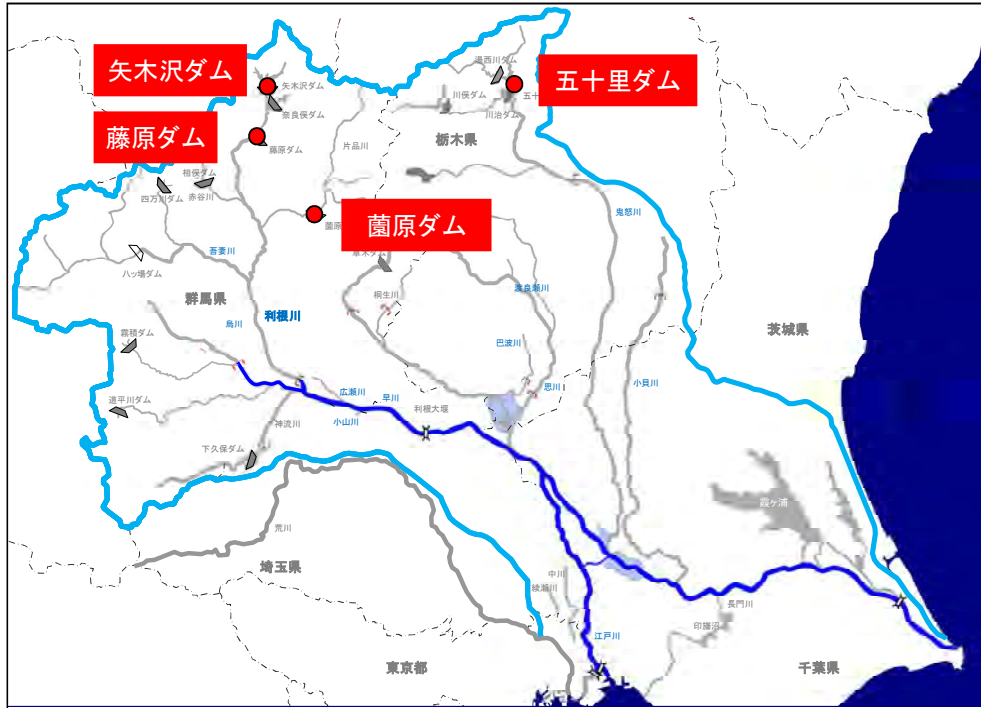 矢木沢ダム
藤原ダム
五十里ダム
薗原ダム
湯西川ダム
矢木沢ダム
奈良俣ダム
川俣ダム
川治ダム
栃木県
藤原ダム
片品川
相俣ダム
四万川ダム
赤谷川
鬼怒川
吾妻川
草木ダム
八ッ場ダム
渡良瀬川
桐生川
群馬県
利根川
烏川
茨城県
霧積ダム
巴波川
思川
小貝川
広瀬川
早川
利根大堰
道平川ダム
小山川
神流川
下久保ダム
霞ヶ浦
荒川
埼玉県
中川
綾瀬川
長門川
印旛沼
江戸川
東京都
千葉県